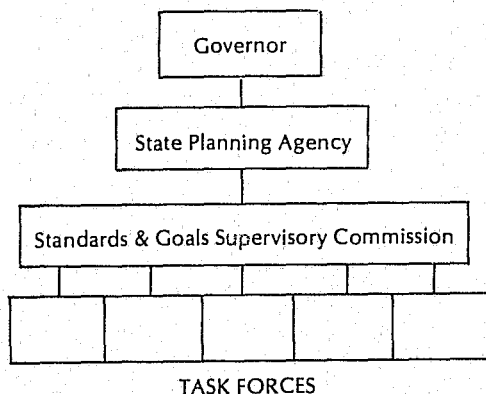 Governor
State Planning Agency
Standards & Goals Supervisory Commission
TASK FORCES